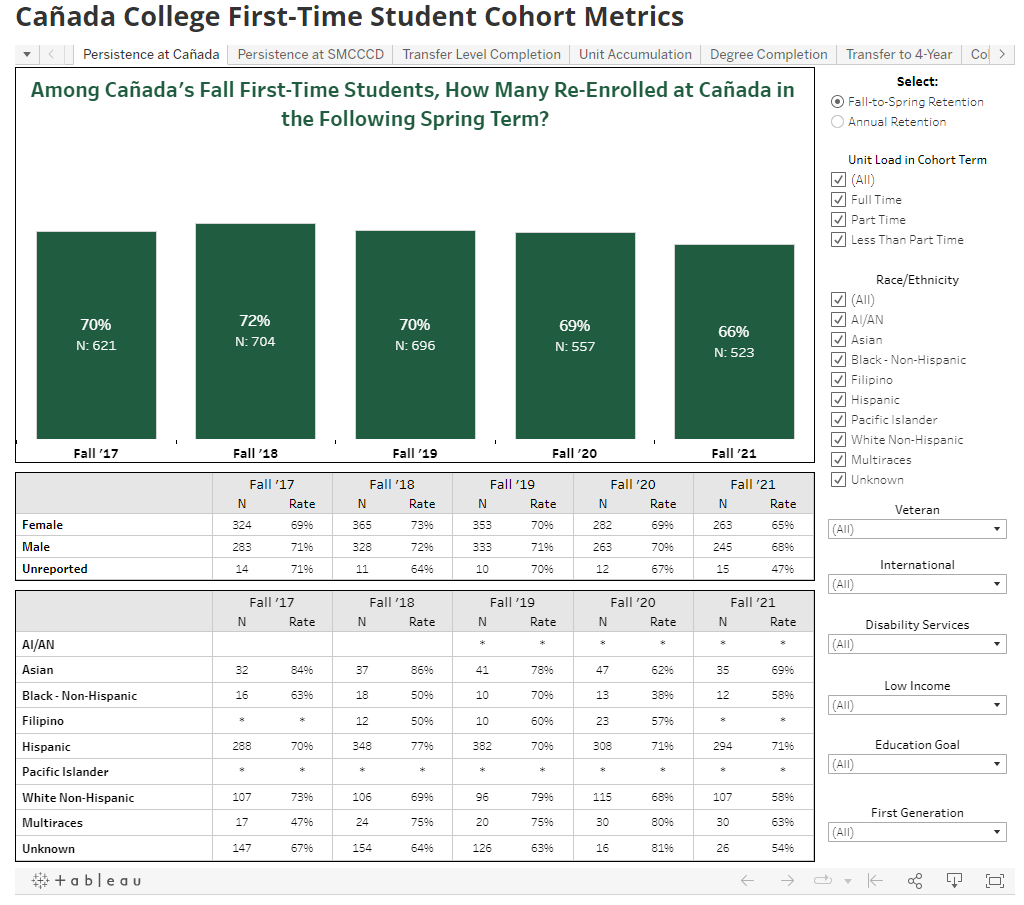 Cañada College First-Time Student Cohort Metrics
Persistence at Cañada Persistence at SMCCCD Transfer Level Completion Unit Accumulation Degree Completion Transfer to 4-Year Col
Among Cañada’s Fall First-Time Students, How Many Re-Enrolled at Cañada in
the Following Spring Term?
70% 72% 70% 69% 66%
N: 621 N: 704 N: 696 N: 557 N: 523
Fall ’17 Fall ’18 Fall ’19 Fall ’20 Fall ’21
Fall ’17 Fall ’18 Fall ’19 Fall ’20 Fall ’21
N Rate N Rate N Rate N Rate N Rate
Female 324 69% 365 73% 353 70% 282 69% 263 65%
Male 283 71% 328 72% 333 71% 263 70% 245 68%
Unreported 14 71% 11 64% 10 70% 12 67% 15 47%
Fall ’17 Fall ’18 Fall ’19 Fall ’20 Fall ’21
N Rate N Rate N Rate N Rate N Rate
AI/AN * * * * * *
Asian 32 84% 37 86% 41 78% 47 62% 35 69%
Black - Non-Hispanic 16 63% 18 50% 10 70% 13 38% 12 58%
Filipino * * 12 50% 10 60% 23 57% * *
Hispanic 288 70% 348 77% 382 70% 308 71% 294 71%
Pacific Islander * * * * * * * * * *
White Non-Hispanic 107 73% 106 69% 96 79% 115 68% 107 58%
Multiraces 17 47% 24 75% 20 75% 30 80% 30 63%
Unknown 147 67% 154 64% 126 63% 16 81% 26 54%
Select:
Fall-to-Spring Retention
Annual Retention
Unit Load in Cohort Term
(All)
Full Time
Part Time
Less Than Part Time
Race/Ethnicity
(All)
AI/AN
Asian
Black - Non-Hispanic
Filipino
Hispanic
Pacific Islander
White Non-Hispanic
Multiraces
Unknown
Veteran
(All)
International
(All)
Disability Services
(All)
Low Income
(All)
Education Goal
(All)
First Generation
(All)
+ a b l e a u